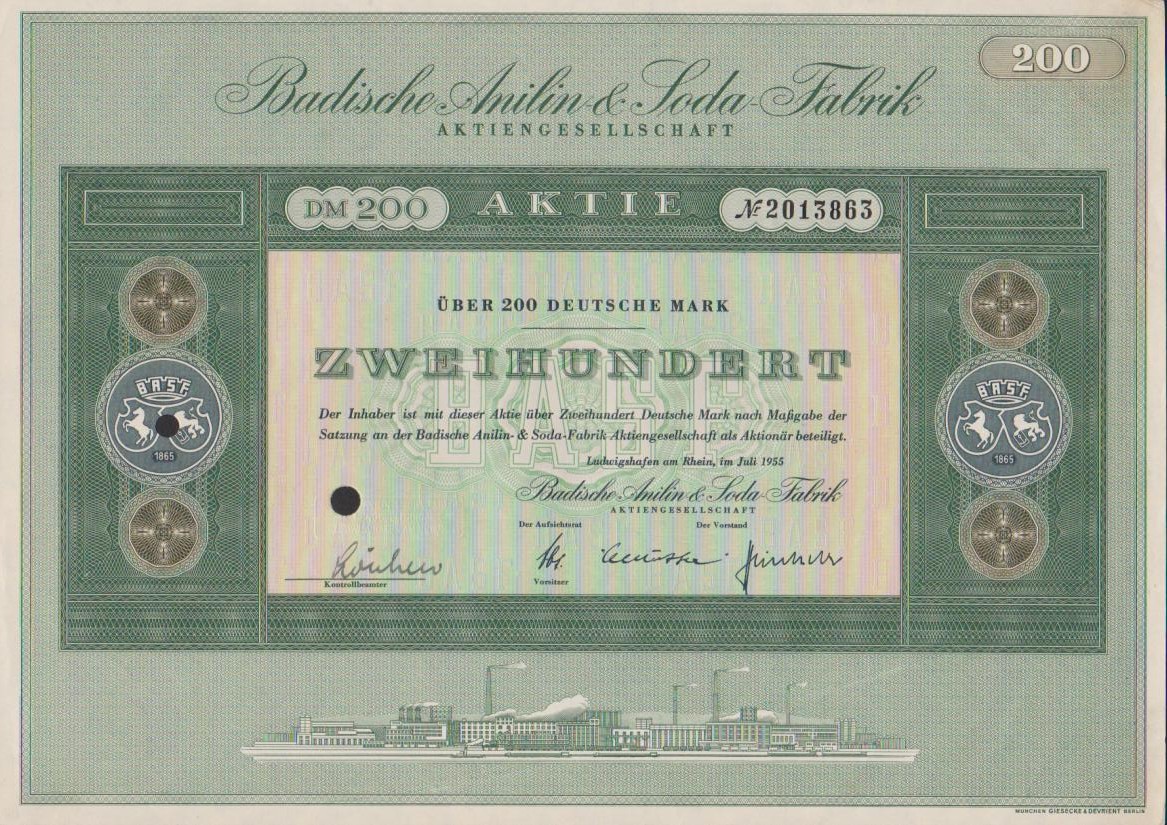 200
Badische Anilin- & Soda-Fabrik
AKTIENGESELLSCHAFT
DM 200 AKTIE № 2013863
ÜBER 200 DEUTSCHE MARK
ZWEIHUNDERT
BASF
Der Inhaber ist mit dieser Aktie über Zweihundert Deutsche Mark nach Maßgabe der
Satzung an der Badische Anilin- & Soda-Fabrik Aktiengesellschaft als Aktionär beteiligt.
Ludwigshafen am Rhein, im Juli 1955
Badische Anilin & Soda-Fabrik
AKTIENGESELLSCHAFT
Der Aufsichtsrat Der Vorstand
Vorsitzer
Kontrollbeamter
B·A·S·F
1865
B·A·S·F
1865
MÜNCHEN GIESECKE & DEVRIENT BERLIN